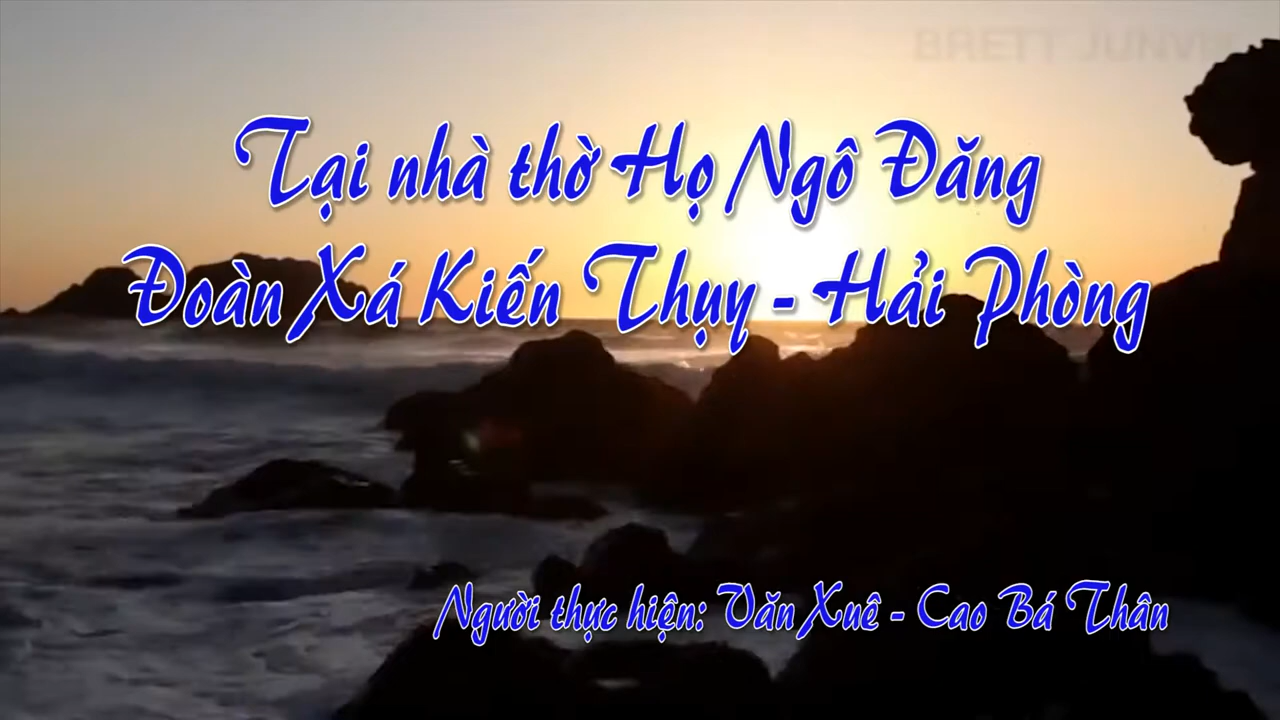 Tại nhà thờ Họ Ngô Đăng
Đoàn Xá Kiến Thụy - Hải Phòng
Người thực hiện: Văn Xuê - Cao Bá Thân